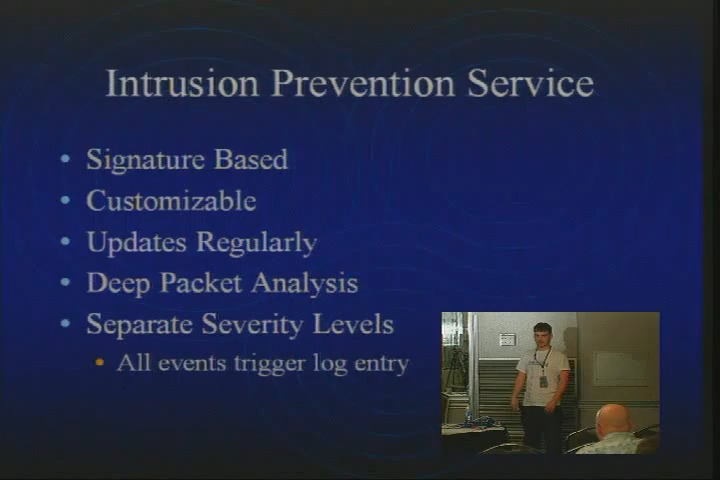 Intrusion Prevention Service
• Signature Based
• Customizable
• Updates Regularly
• Deep Packet Analysis
• Separate Severity Levels
• All events trigger log entry